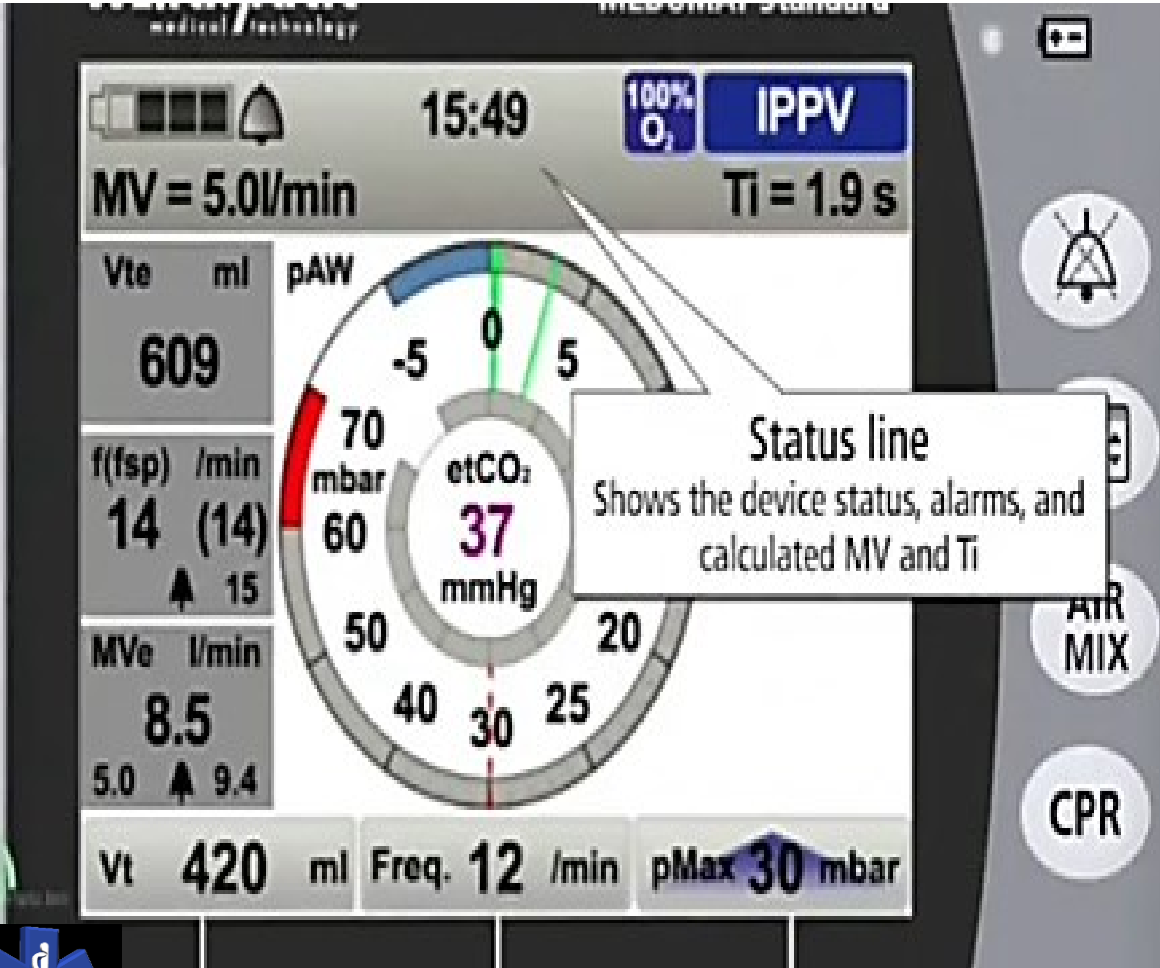 medical technology
MEDUMAT Standard
15:49
100%
O₂
IPPV
MV = 5.0l/min
Ti = 1.9 s
Vte ml
609
f(fsp) /min
14 (14)
15
MVe l/min
8.5
5.0 9.4
pAW
-5
0
5
70
mbar
60
50
40
30
25
20
etCO₂
37
mmHg
Status line
Shows the device status, alarms, and
calculated MV and Ti
AIR
MIX
CPR
Vt 420 ml
Freq. 12 /min
pMax 30 mbar